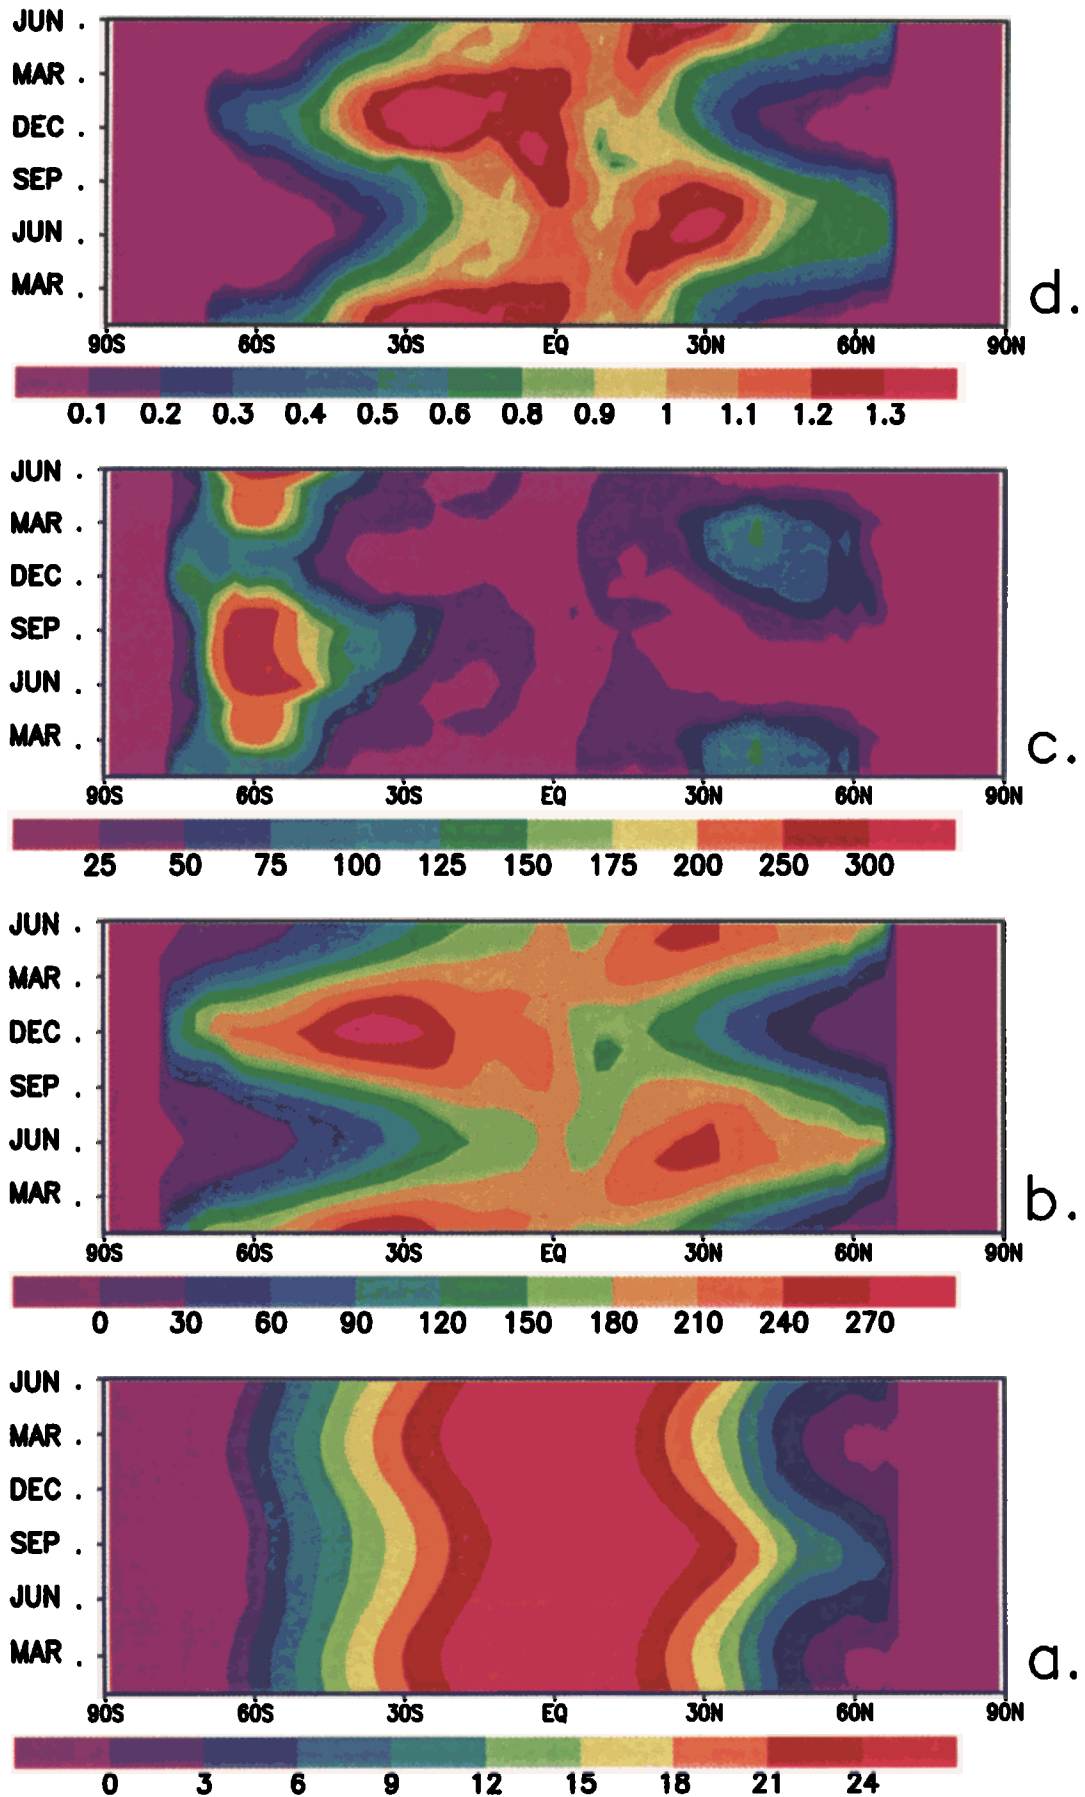 JUN .
MAR .
DEC .
SEP .
JUN .
MAR .
d.
90S 60S 30S EQ 30N 60N 90N
0.1 0.2 0.3 0.4 0.5 0.6 0.8 0.9 1 1.1 1.2 1.3
JUN .
MAR .
DEC .
SEP .
JUN .
MAR .
c.
90S 60S 30S EQ 30N 60N 90N
25 50 75 100 125 150 175 200 250 300
JUN .
MAR .
DEC .
SEP .
JUN .
MAR .
b.
90S 60S 30S EQ 30N 60N 90N
0 30 60 90 120 150 180 210 240 270
JUN .
MAR .
DEC .
SEP .
JUN .
MAR .
a.
90S 60S 30S EQ 30N 60N 90N
0 3 6 9 12 15 18 21 24